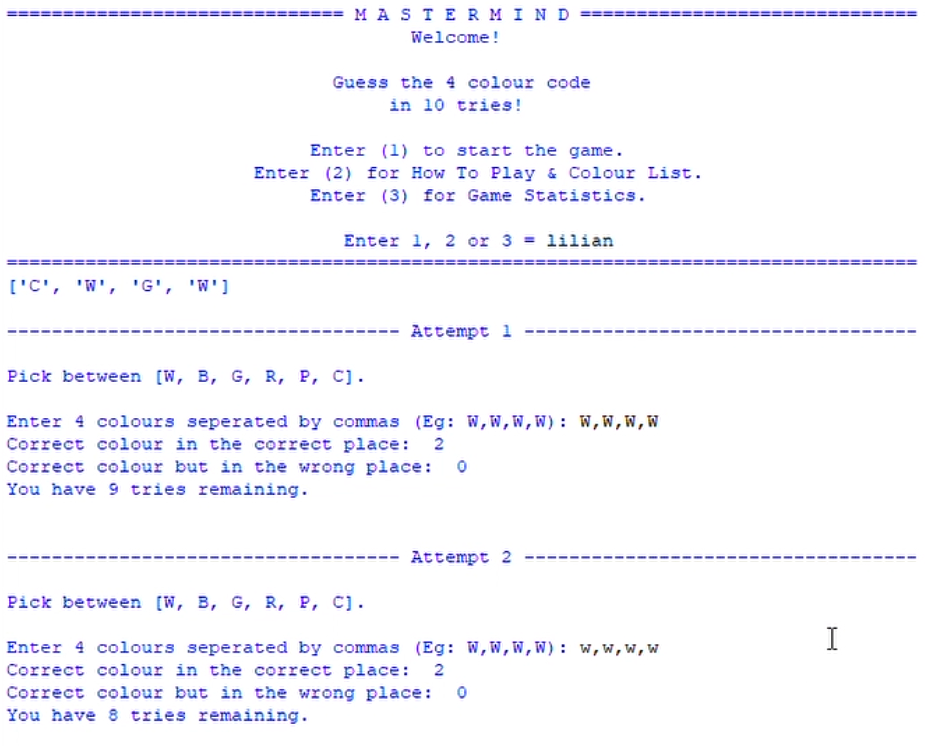 ============================== M A S T E R M I N D ==============================
Welcome!
Guess the 4 colour code
in 10 tries!
Enter (1) to start the game.
Enter (2) for How To Play & Colour List.
Enter (3) for Game Statistics.
Enter 1, 2 or 3 = lilian
=================================================================================
['C', 'W', 'G', 'W']
----------------------------------- Attempt 1 -----------------------------------
Pick between [W, B, G, R, P, C].
Enter 4 colours seperated by commas (Eg: W,W,W,W): W,W,W,W
Correct colour in the correct place:  2
Correct colour but in the wrong place:  0
You have 9 tries remaining.
----------------------------------- Attempt 2 -----------------------------------
Pick between [W, B, G, R, P, C].
Enter 4 colours seperated by commas (Eg: W,W,W,W): w,w,w,w
Correct colour in the correct place:  2
Correct colour but in the wrong place:  0
You have 8 tries remaining.